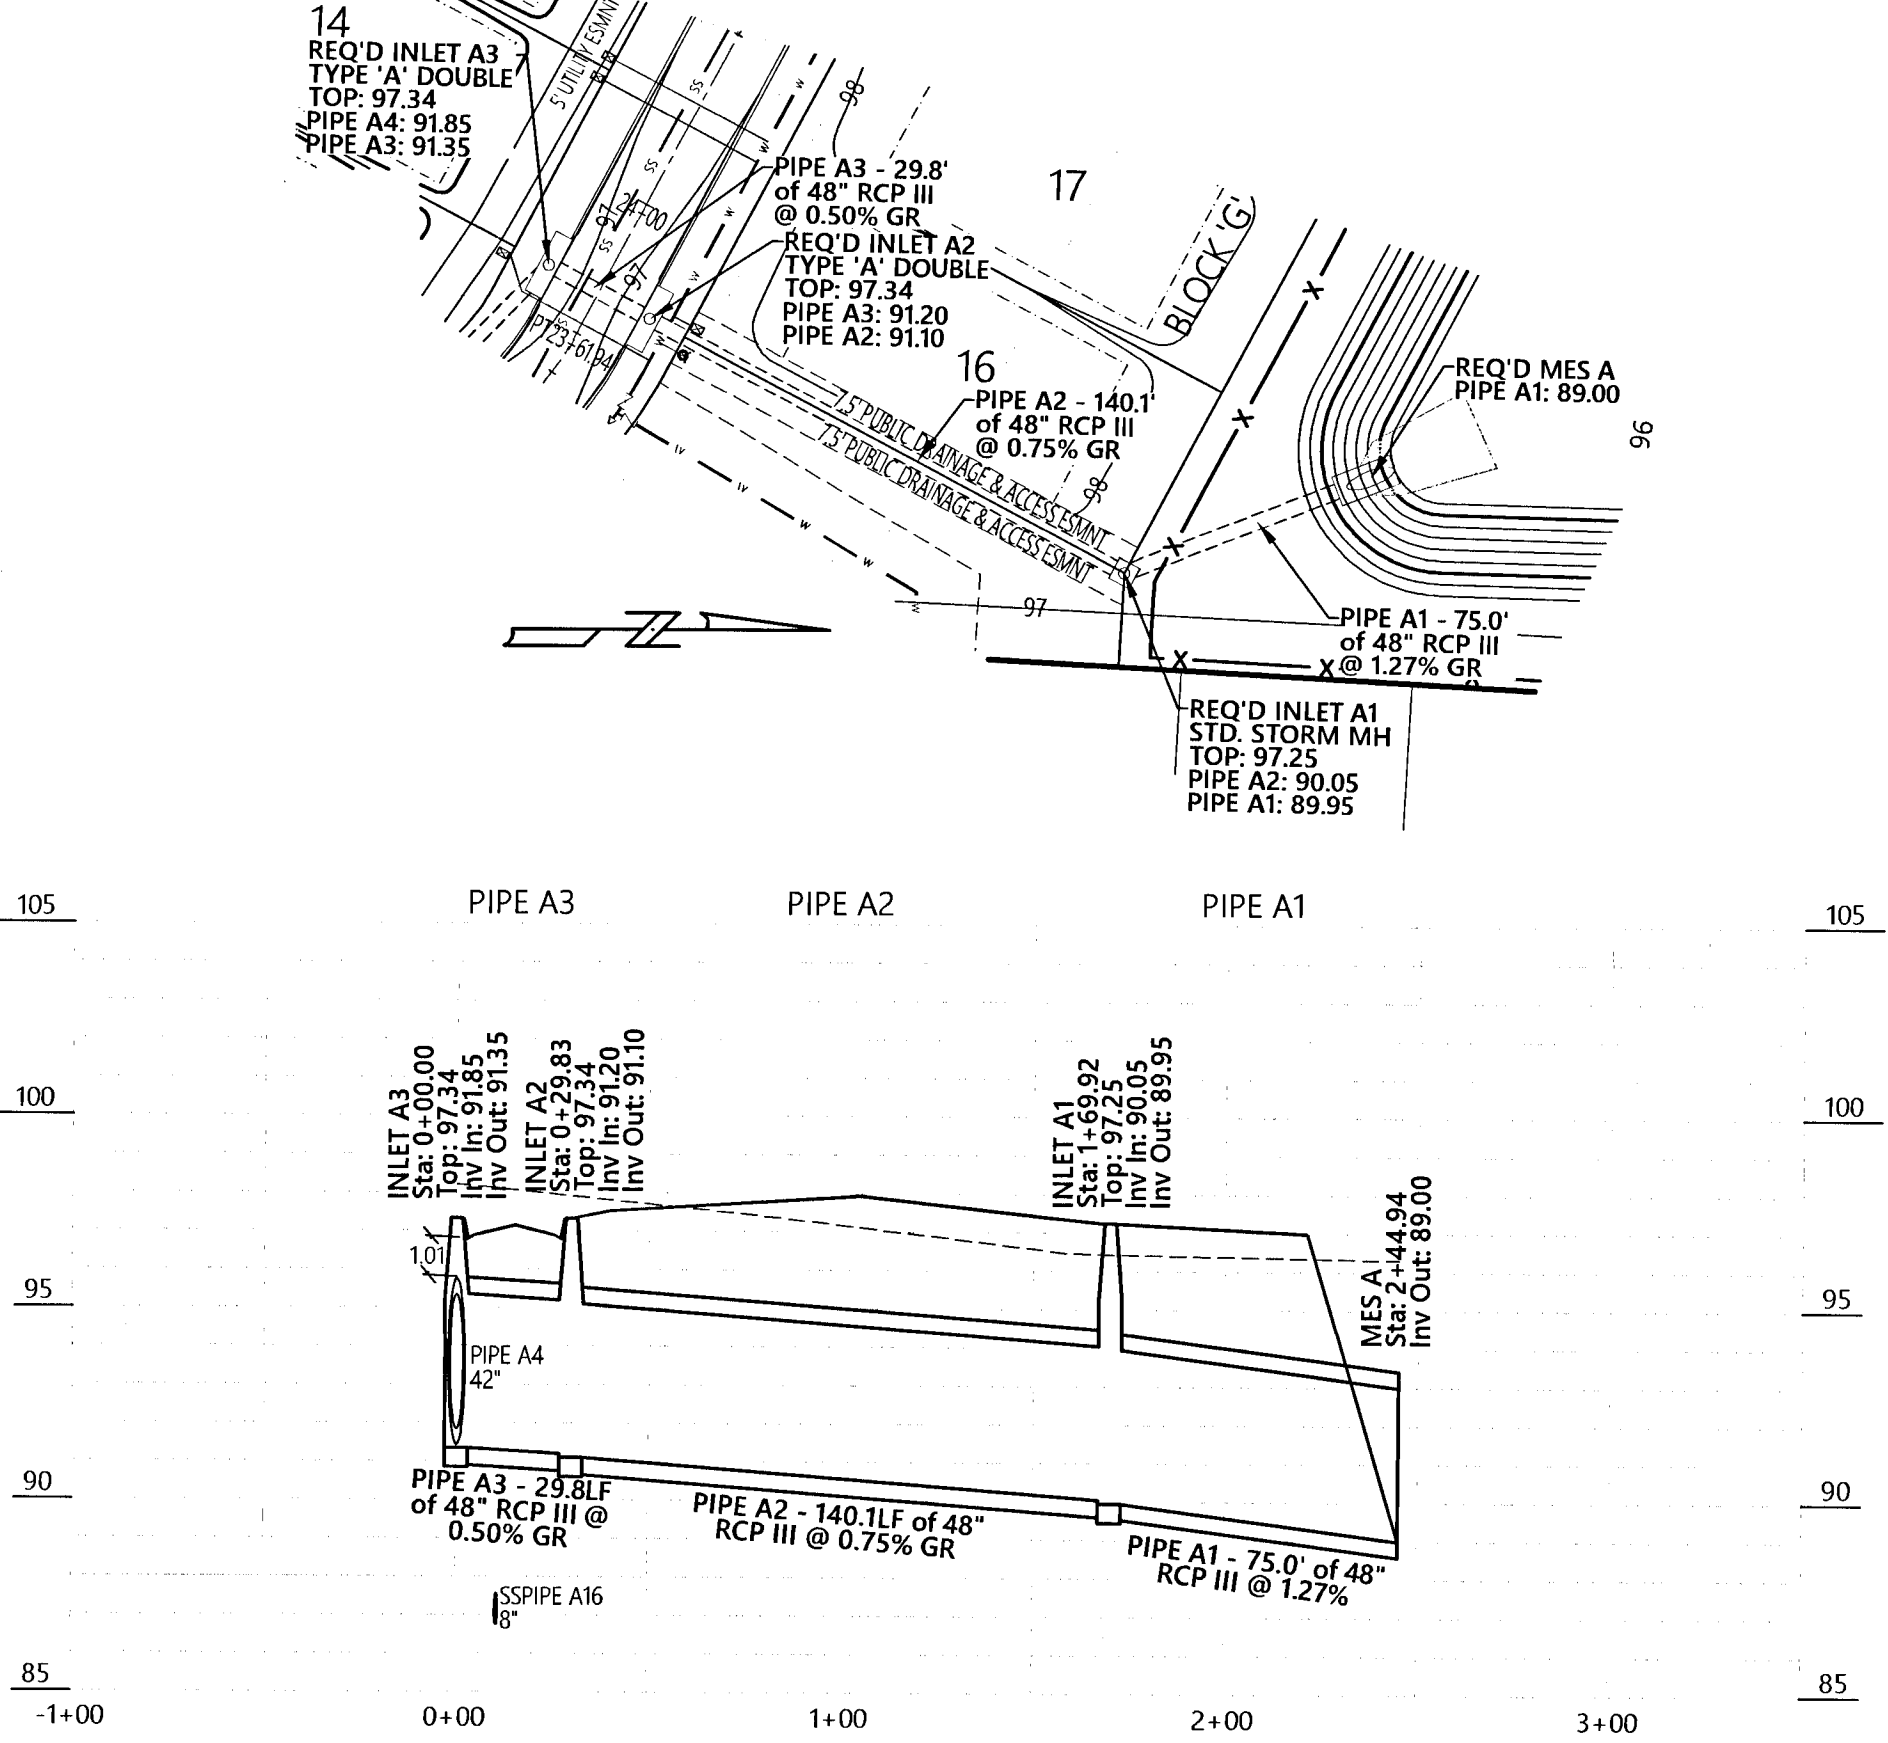 14
REQ'D INLET A3
TYPE 'A' DOUBLE
TOP: 97.34
PIPE A4: 91.85
PIPE A3: 91.35
5' UTILITY ESMNT
SS
SS
SS
W
W
W
W
W
98
24+00
97
97
PT23+61.94
PIPE A3 - 29.8'
of 48" RCP III
@ 0.50% GR
REQ'D INLET A2
TYPE 'A' DOUBLE
TOP: 97.34
PIPE A3: 91.20
PIPE A2: 91.10
17
BLOCK 'G'
16
PIPE A2 - 140.1'
of 48" RCP III
@ 0.75% GR
7.5' PUBLIC DRAINAGE & ACCESS ESMNT
7.5' PUBLIC DRAINAGE & ACCESS ESMNT
98
X
X
X
REQ'D MES A
PIPE A1: 89.00
96
W
W
W
W
W
97
PIPE A1 - 75.0'
of 48" RCP III
@ 1.27% GR
X
X
REQ'D INLET A1
STD. STORM MH
TOP: 97.25
PIPE A2: 90.05
PIPE A1: 89.95
PIPE A3
PIPE A2
PIPE A1
105
105
INLET A3
Sta: 0+00.00
Top: 97.34
Inv In: 91.85
Inv Out: 91.35
INLET A2
Sta: 0+29.83
Top: 97.34
Inv In: 91.20
Inv Out: 91.10
INLET A1
Sta: 1+69.92
Top: 97.25
Inv In: 90.05
Inv Out: 89.95
MES A
Sta: 2+44.94
Inv Out: 89.00
100
100
1.01
95
95
PIPE A4
42"
90
90
PIPE A3 - 29.8LF
of 48" RCP III @
0.50% GR
PIPE A2 - 140.1LF of 48"
RCP III @ 0.75% GR
PIPE A1 - 75.0' of 48"
RCP III @ 1.27%
SSPIPE A16
8"
85
85
-1+00
0+00
1+00
2+00
3+00